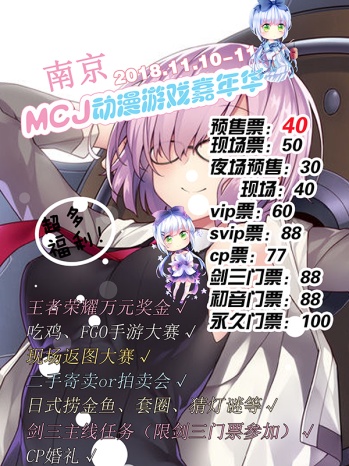 南京
2018.11.10-11
MCJ动漫游戏嘉年华
预售票：40
现场票：50
夜场预售：30
现场：40
vip票：60
svip票：88
cp票：77
剑三门票：88
初音门票：88
永久门票：100
超多
福利！
王者荣耀万元奖金√
吃鸡、FGO手游大赛√
现场返图大赛√
二手寄卖or拍卖会√
日式捞金鱼、套圈、猜灯谜等√
剑三主线任务（限剑三门票参加）√
CP婚礼√